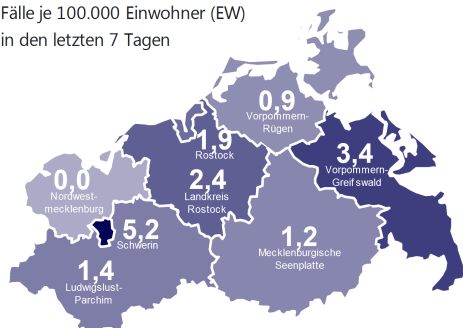 Fälle je 100.000 Einwohner (EW)
in den letzten 7 Tagen
0,9
Vorpommern-
Rügen
1,9
Rostock
3,4
Vorpommern-
Greifswald
0,0
Nordwest-
mecklenburg
2,4
Landkreis
Rostock
5,2
Schwerin
1,2
Mecklenburgische
Seenplatte
1,4
Ludwigslust-
Parchim